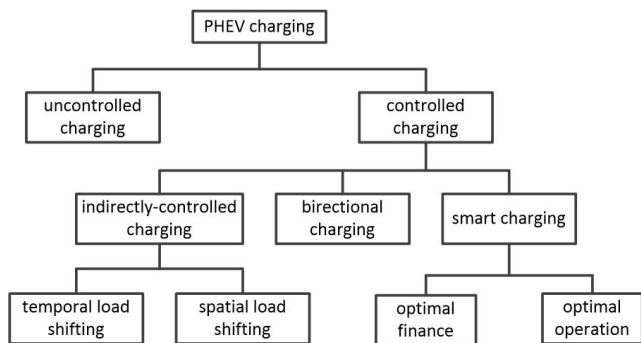 PHEV charging
uncontrolled
charging
controlled
charging
indirectly-controlled
charging
birectional
charging
smart charging
temporal load
shifting
spatial load
shifting
optimal
finance
optimal
operation